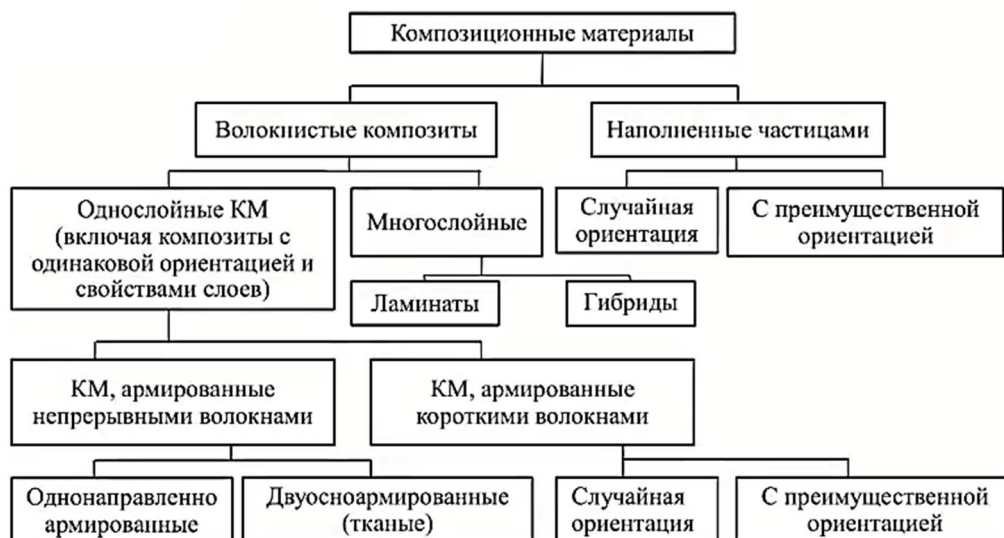 Композиционные материалы
Волокнистые композиты
Наполненные частицами
Однослойные КМ
(включая композиты с
одинаковой ориентацией и
свойствами слоев)
Многослойные
Случайная
ориентация
С преимущественной
ориентацией
Ламинаты
Гибриды
КМ, армированные
непрерывными волокнами
КМ, армированные
короткими волокнами
Однонаправленно
армированные
Двуосноармированные
(тканые)
Случайная
ориентация
С преимущественной
ориентацией